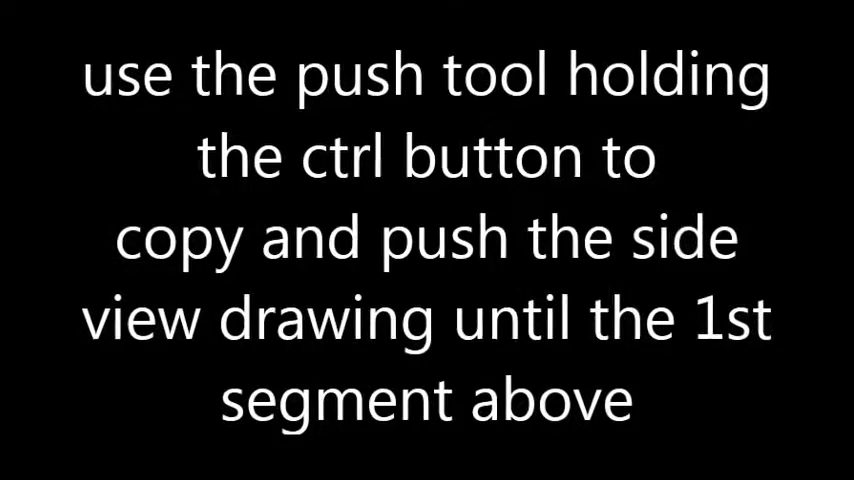 use the push tool holding
the ctrl button to
copy and push the side
view drawing until the 1st
segment above